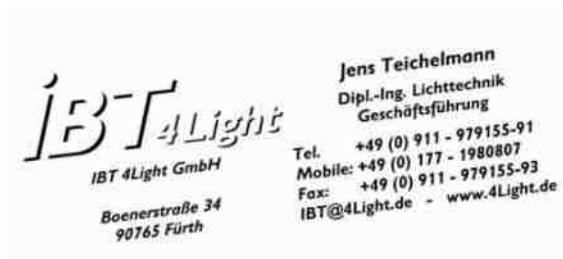 iBT 4Light
IBT 4Light GmbH
Boenerstraße 34
90765 Fürth
Jens Teichelmann
Dipl.-Ing. Lichttechnik
Geschäftsführung
Tel. +49 (0) 911 - 979155-91
Mobile: +49 (0) 177 - 1980807
Fax: +49 (0) 911 - 979155-93
IBT@4Light.de - www.4Light.de